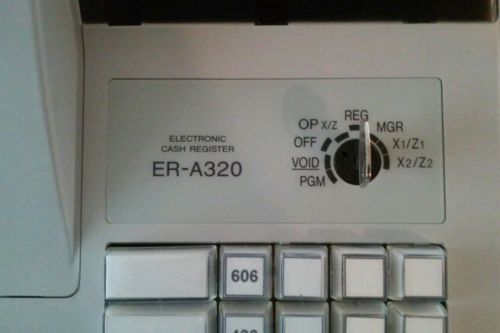 REG
OP X/Z MGR
ELECTRONIC
CASH REGISTER
OFF X1/Z1
ER-A320
VOID X2/Z2
PGM
606